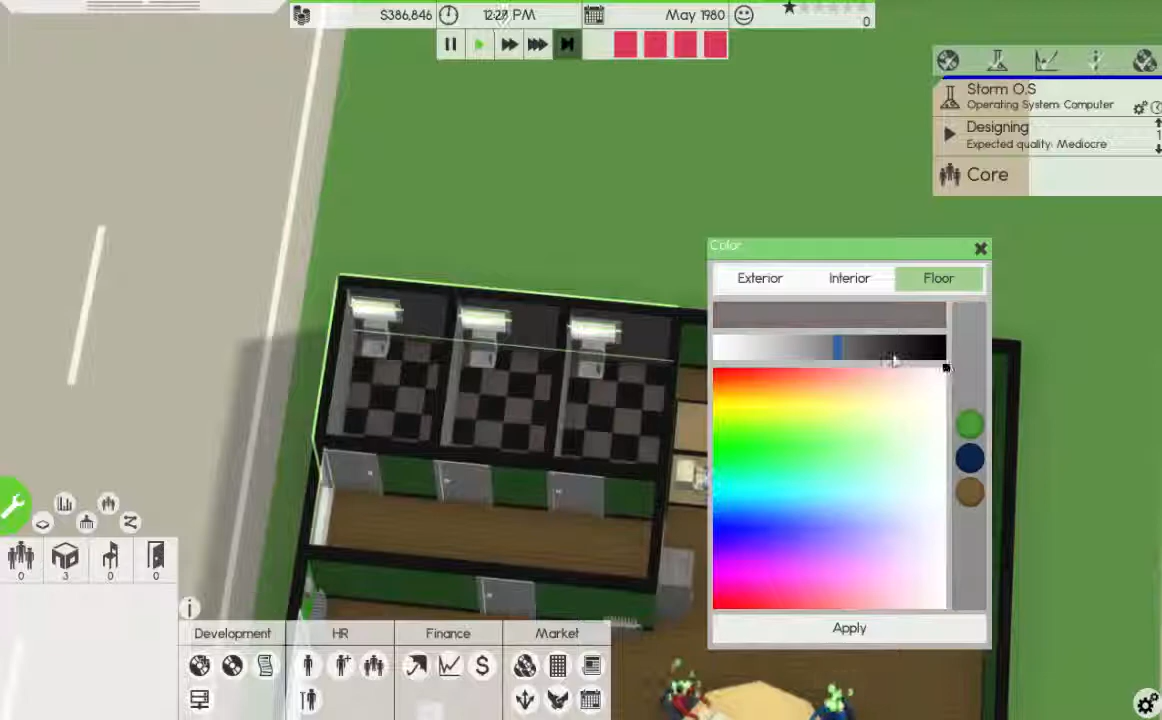 $386,846
12:28 PM
May 1980
0
Storm O.S
Operating System: Computer
Designing
1
Expected quality: Mediocre
Core
Color
Exterior
Interior
Floor
Apply
0
3
0
0
i
Development
HR
Finance
Market
$